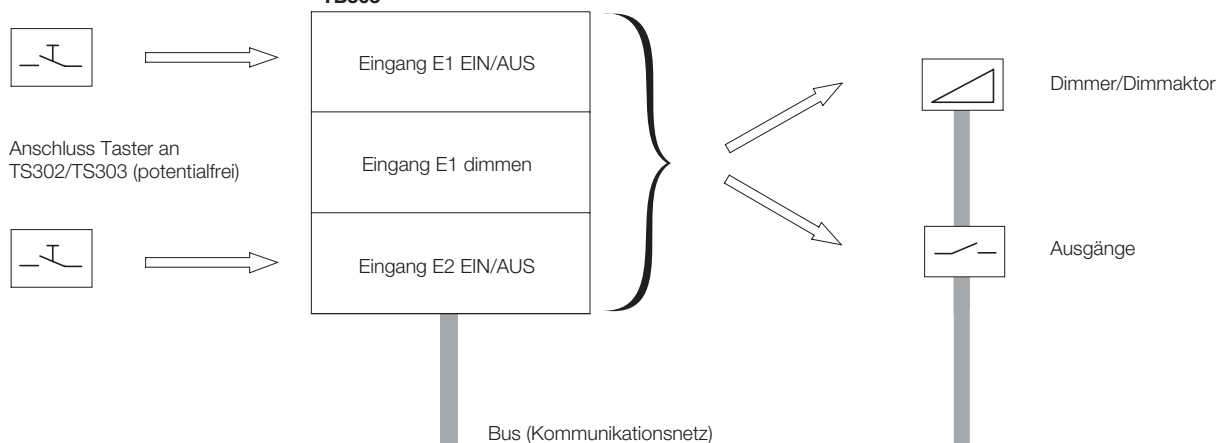 Eingang E1 EIN/AUS
Dimmer/Dimmaktor
Anschluss Taster an
TS302/TS303 (potentialfrei)
Eingang E1 dimmen
Ausgänge
Eingang E2 EIN/AUS
Bus (Kommunikationsnetz)